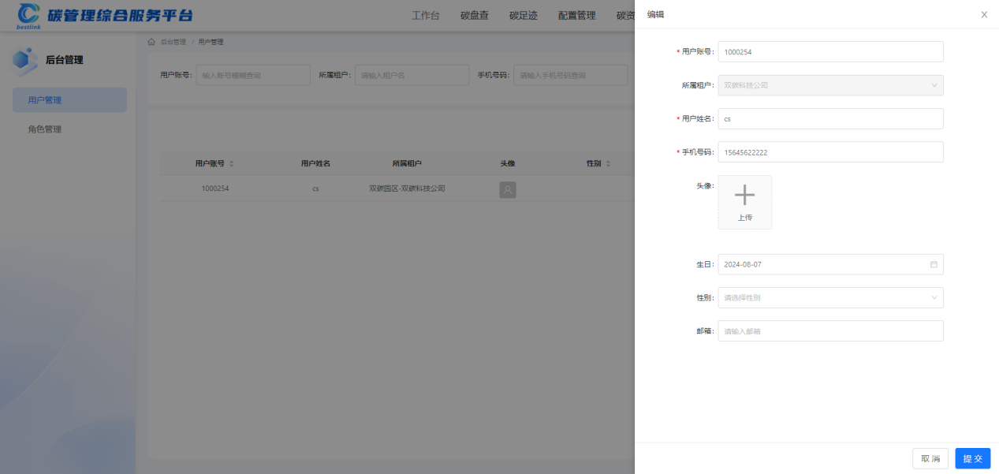 碳管理综合服务平台
bestlink
工作台 碳盘查 碳足迹 配置管理 碳资
后台管理
用户管理
角色管理
后台管理 / 用户管理
用户账号: 输入账号模糊查询 所属租户: 请输入租户名 手机号码: 请输入手机号码查询
用户账号 用户姓名 所属租户 头像 性别
1000254 cs 双碳园区-双碳科技公司
编辑
* 用户账号: 1000254
所属租户: 双碳科技公司
* 用户姓名: cs
* 手机号码: 15645622222
头像:
上传
生日: 2024-08-07
性别: 请选择性别
邮箱: 请输入邮箱
取 消 提 交